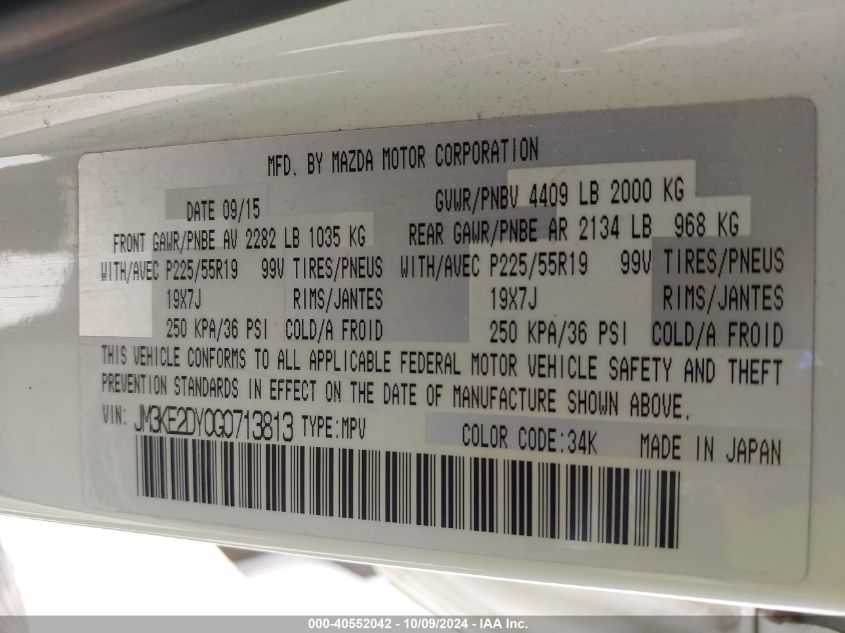 MFD. BY MAZDA MOTOR CORPORATION
DATE 09/15 GVWR/PNBV 4409 LB 2000 KG
FRONT GAWR/PNBE AV 2282 LB 1035 KG REAR GAWR/PNBE AR 2134 LB 968 KG
WITH/AVEC P225/55R19 99V TIRES/PNEUS WITH/AVEC P225/55R19 99V TIRES/PNEUS
19X7J RIMS/JANTES 19X7J RIMS/JANTES
250 KPA/36 PSI COLD/A FROID 250 KPA/36 PSI COLD/A FROID
THIS VEHICLE CONFORMS TO ALL APPLICABLE FEDERAL MOTOR VEHICLE SAFETY AND THEFT
PREVENTION STANDARDS IN EFFECT ON THE DATE OF MANUFACTURE SHOWN ABOVE.
VIN: JM3KE2DY0G0713813 TYPE:MPV COLOR CODE:34K MADE IN JAPAN
000-40552042 - 10/09/2024 - IAA Inc.